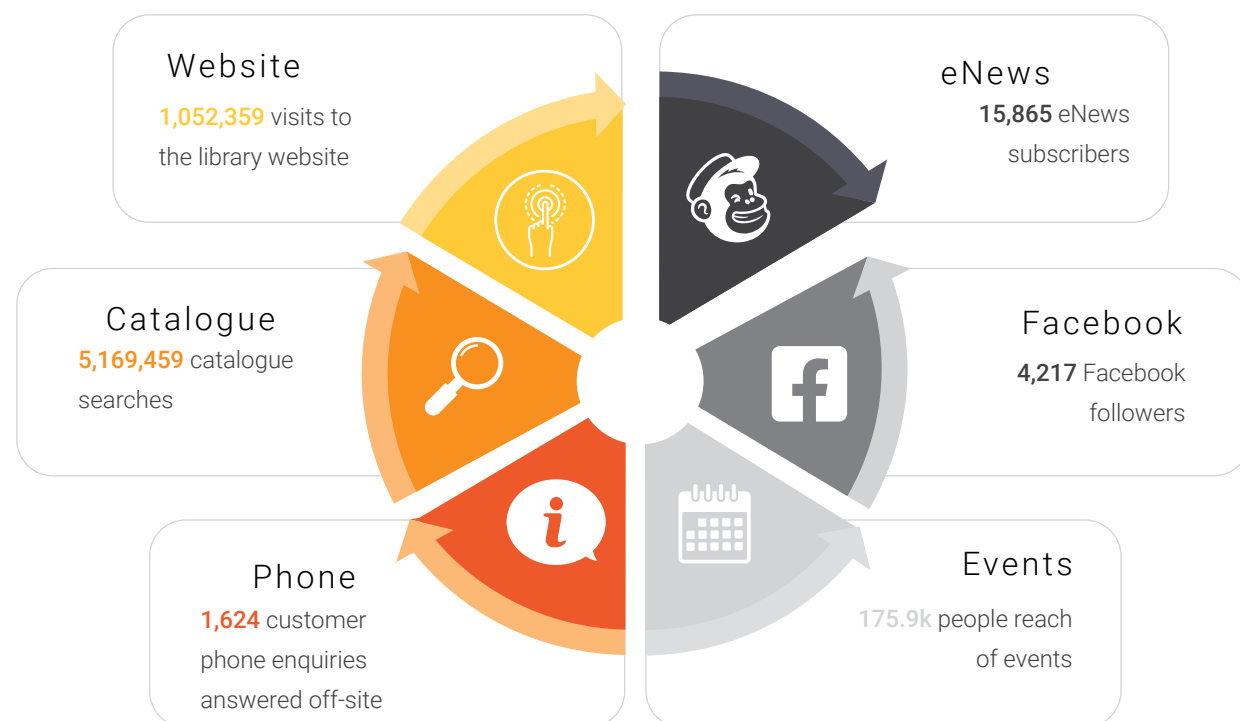 Website
1,052,359 visits to
the library website
eNews
15,865 eNews
subscribers
Catalogue
5,169,459 catalogue
searches
Facebook
4,217 Facebook
followers
Phone
1,624 customer
phone enquiries
answered off-site
Events
175.9k people reach
of events